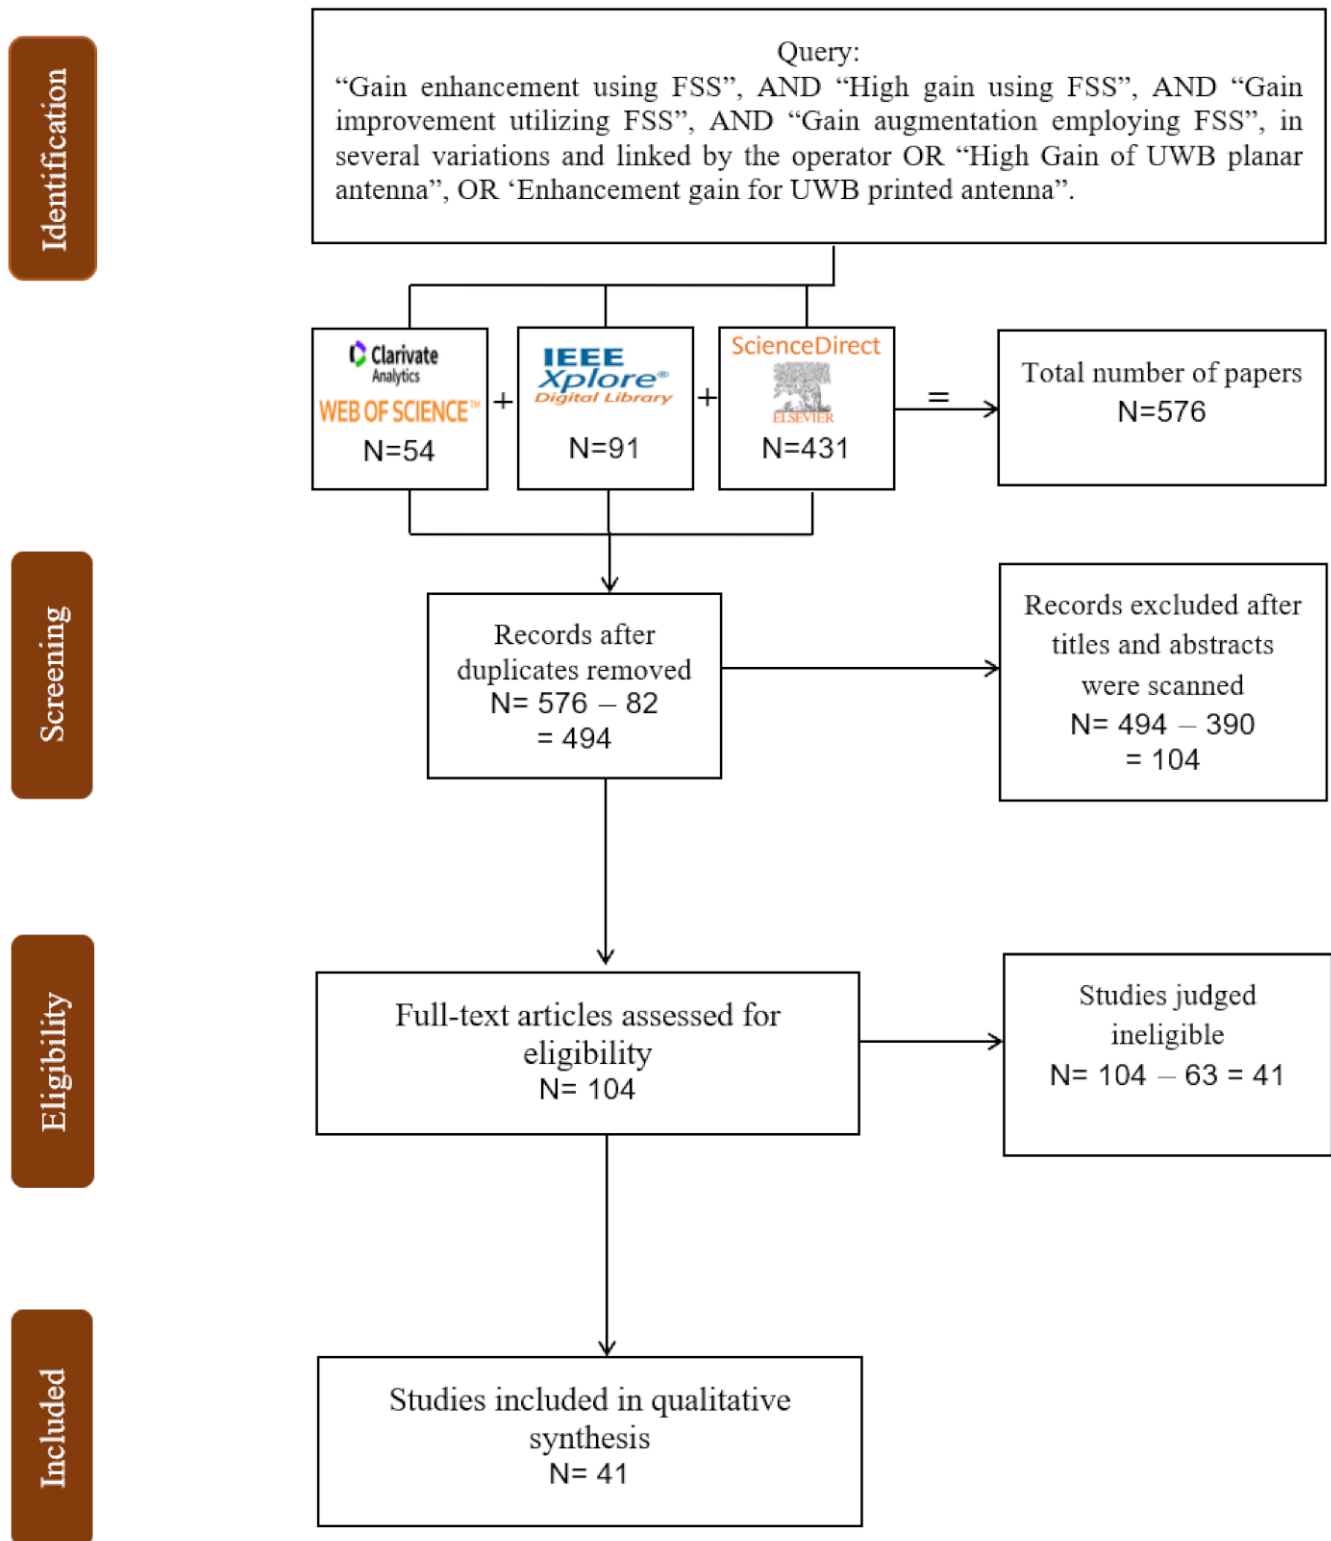 Identification
Query:
“Gain enhancement using FSS”, AND “High gain using FSS”, AND “Gain
improvement utilizing FSS”, AND “Gain augmentation employing FSS”, in
several variations and linked by the operator OR “High Gain of UWB planar
antenna”, OR ‘Enhancement gain for UWB printed antenna”.
Clarivate
Analytics
WEB OF SCIENCE™
N=54
+
IEEE
Xplore®
Digital Library
N=91
+
ScienceDirect
ELSEVIER
N=431
=
Total number of papers
N=576
Screening
Records after
duplicates removed
N= 576 – 82
= 494
Records excluded after
titles and abstracts
were scanned
N= 494 – 390
= 104
Eligibility
Full-text articles assessed for
eligibility
N= 104
Studies judged
ineligible
N= 104 – 63 = 41
Included
Studies included in qualitative
synthesis
N= 41